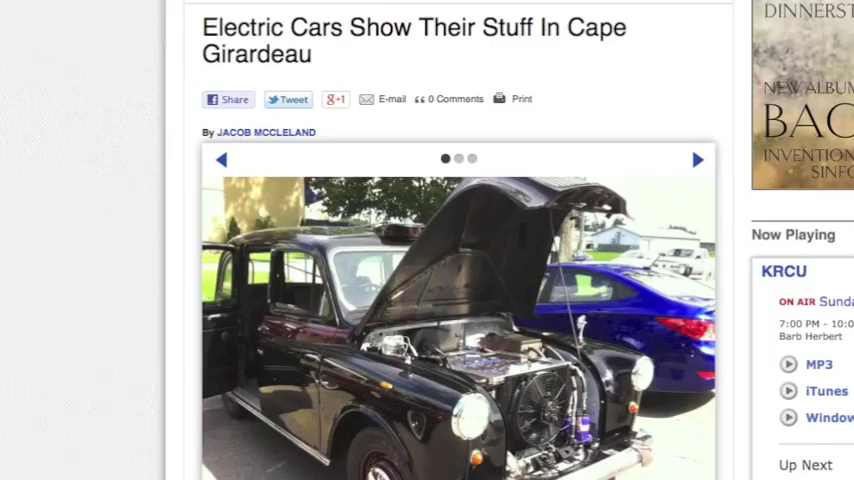 Electric Cars Show Their Stuff In Cape
Girardeau
Share
Tweet
+1
E-mail
0 Comments
Print
By JACOB MCCLELAND
DINNERST
NEW ALBUM
BAC
INVENTION
SINFO
Now Playing
KRCU
ON AIR Sunda
7:00 PM - 10:0
Barb Herbert
MP3
iTunes
Window
Up Next